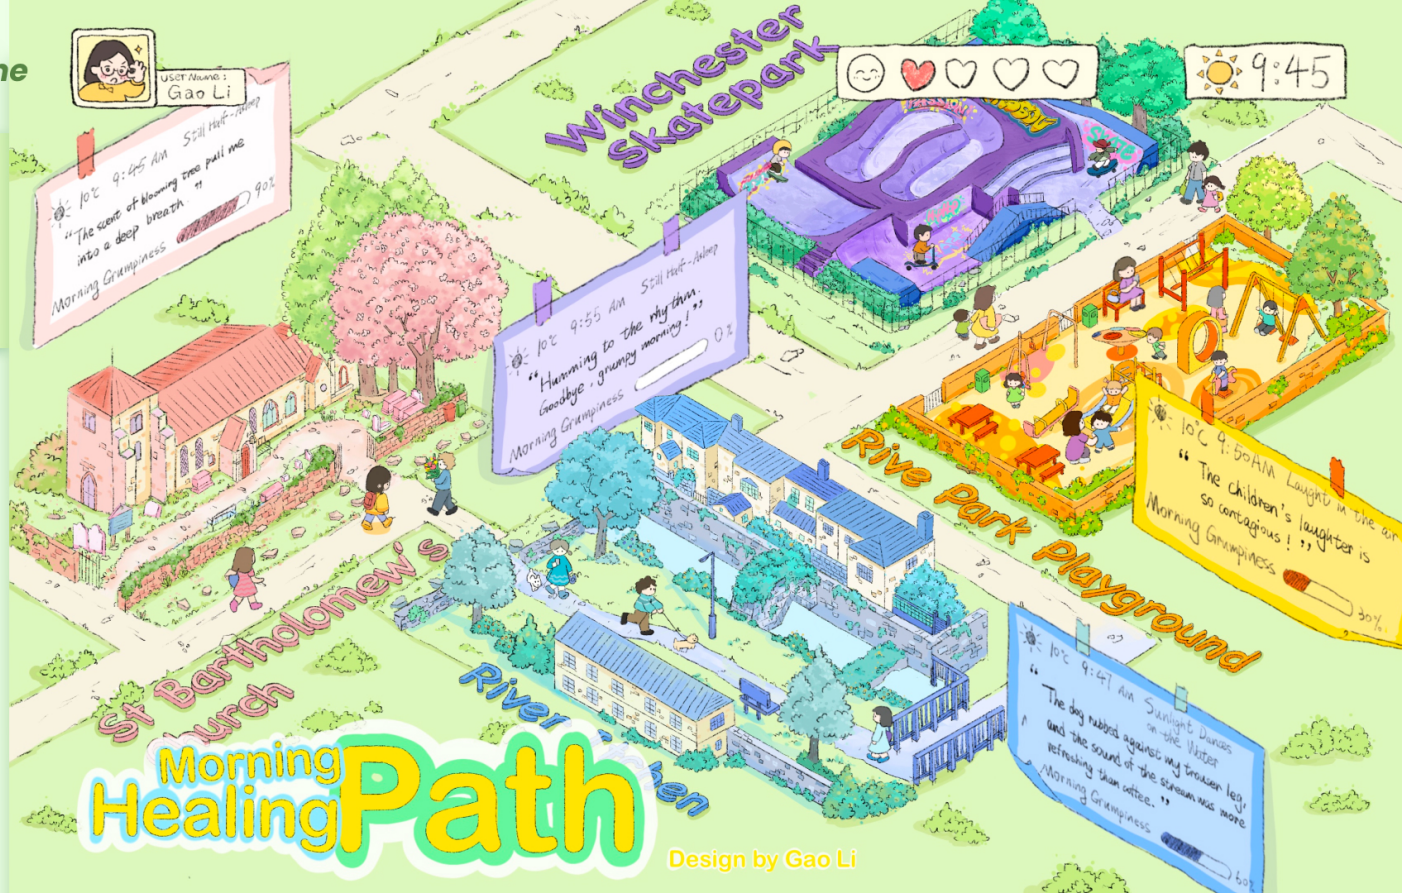 ne
user Name :
Gao Li
9:45
Winchester
Skatepark
10°C 9:45 AM Still Half-Asleep
“The scent of blooming tree pull me
into a deep breath.”
90%
Morning Grumpiness
10°C 9:55 AM Still Half-Asleep
“Humming to the rhythm.
Goodbye, grumpy morning!”
0%
Morning Grumpiness
Rive Park Playground
10°C 9:50AM Laught in the air
“The children’s laughter is
so contagious!”
Morning Grumpiness
30%
St Bartholomew's
River
10°C 9:47 AM Sunlight Dances
on the Water
“The dog rubbed against my trouser leg,
and the sound of the stream was more
refreshing than coffee.”
Morning Grumpiness
60%
Morning
Healing Path
Design by Gao Li